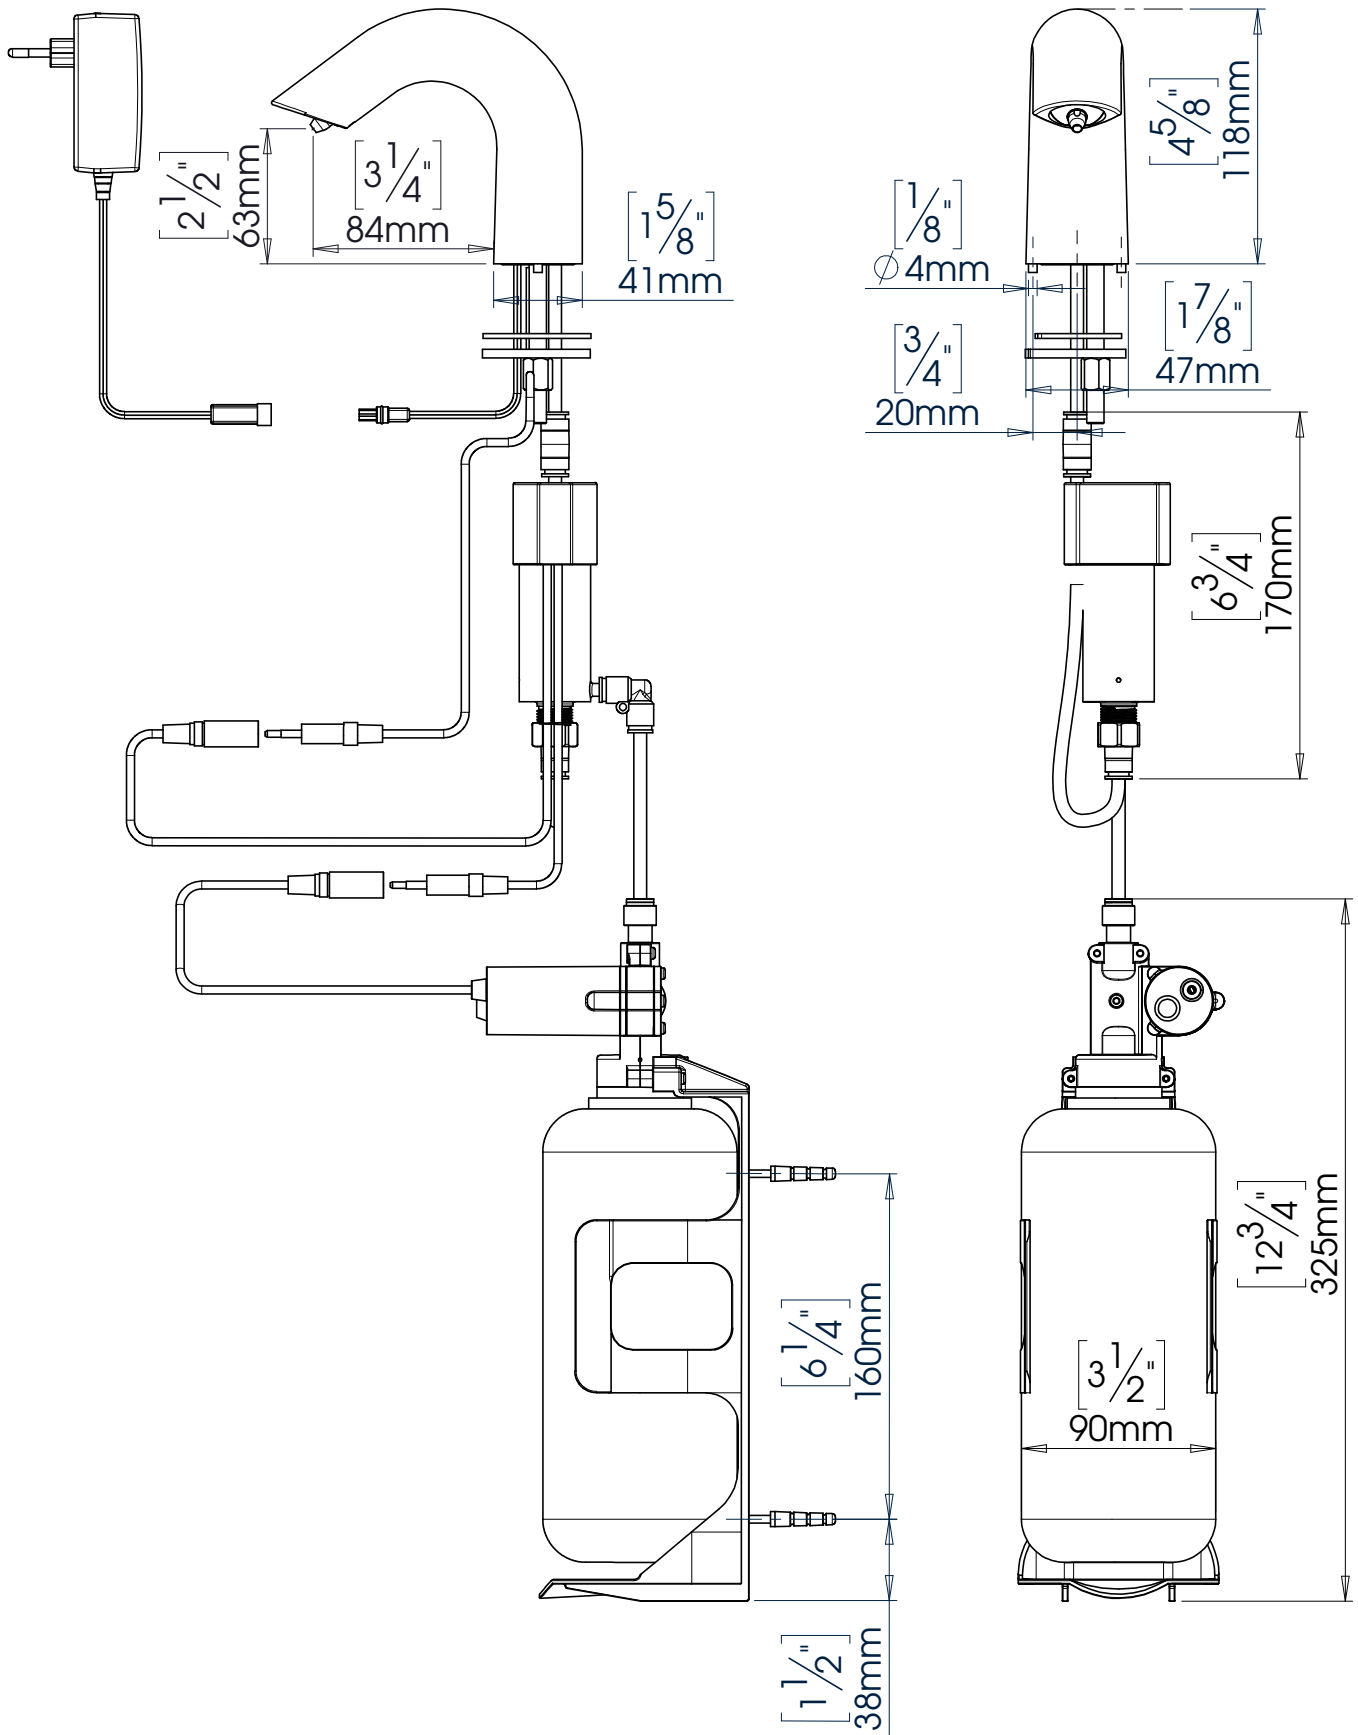 [2 1/2"]
63mm
[3 1/4"]
84mm
[1 5/8"]
41mm
[4 5/8"]
118mm
[1/8"]
∅4mm
[1 7/8"]
47mm
[3/4"]
20mm
[6 3/4"]
170mm
[12 3/4"]
325mm
[6 1/4"]
160mm
[3 1/2"]
90mm
[1 1/2"]
38mm